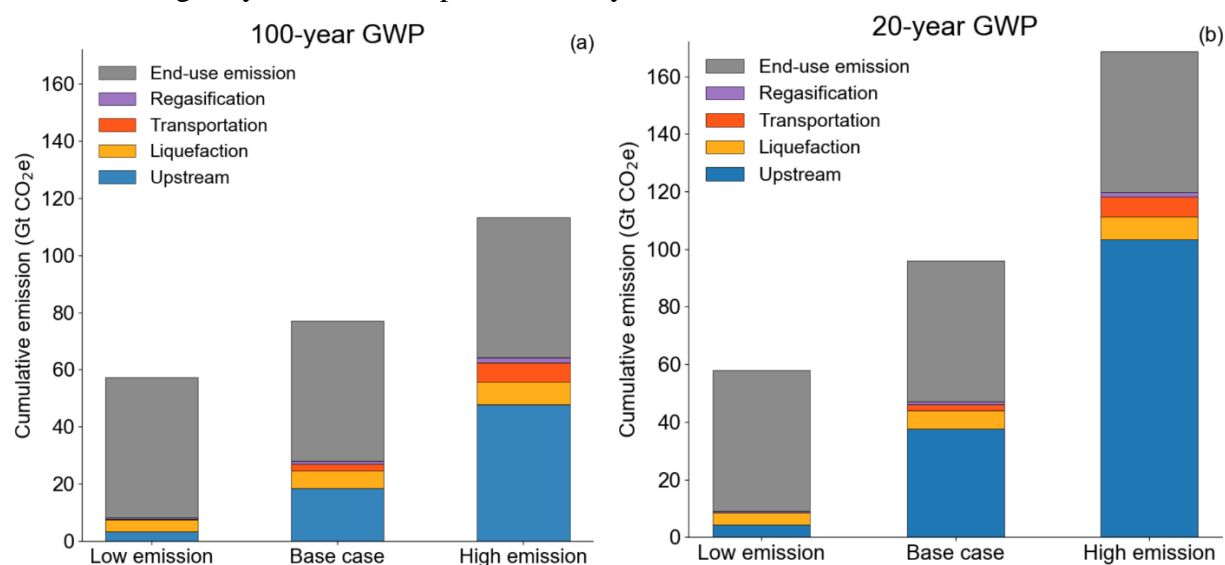 100-year GWP
(a)
End-use emission
Regasification
Transportation
Liquefaction
Upstream
Cumulative emission (Gt CO₂e)
160
140
120
100
80
60
40
20
0
Low emission
Base case
High emission
20-year GWP
(b)
End-use emission
Regasification
Transportation
Liquefaction
Upstream
Cumulative emission (Gt CO₂e)
160
140
120
100
80
60
40
20
0
Low emission
Base case
High emission